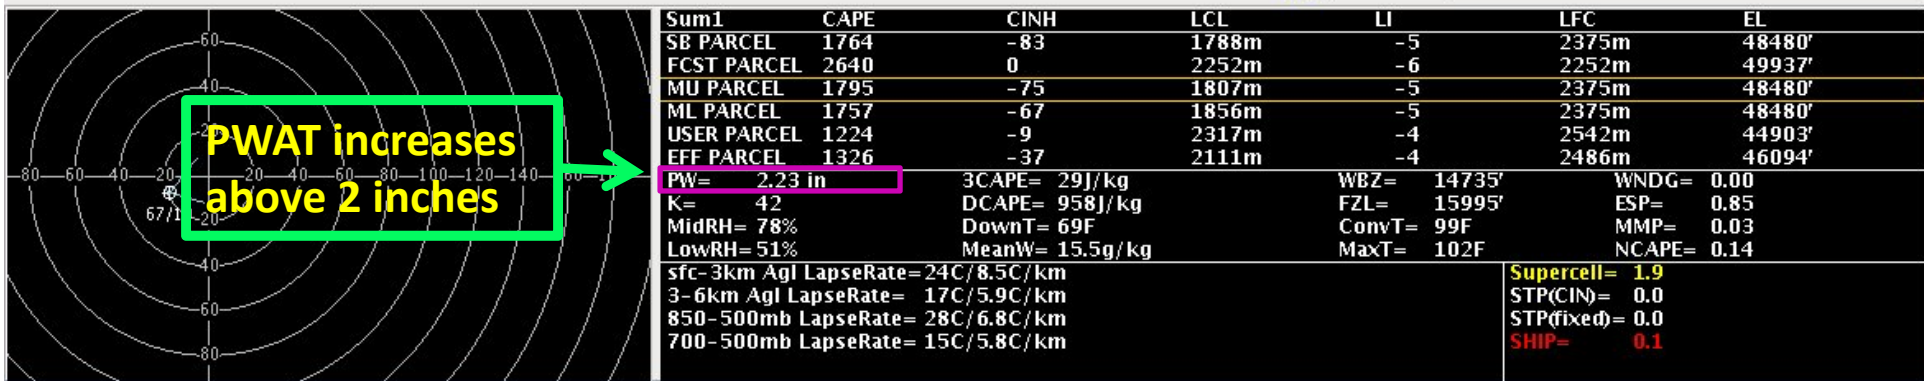 Sum1 CAPE CINH LCL LI LFC EL
SB PARCEL 1764 -83 1788m -5 2375m 48480'
FCST PARCEL 2640 0 2252m -6 2252m 49937'
MU PARCEL 1795 -75 1807m -5 2375m 48480'
ML PARCEL 1757 -67 1856m -5 2375m 48480'
USER PARCEL 1224 -9 2317m -4 2542m 44903'
EFF PARCEL 1326 -37 2111m -4 2486m 46094'
PW= 2.23 in 3CAPE= 29J/kg WBZ= 14735' WNDG= 0.00
K= 42 DCAPE= 958J/kg FZL= 15995' ESP= 0.85
MidRH= 78% DownT= 69F ConvT= 99F MMP= 0.03
LowRH= 51% MeanW= 15.5g/kg MaxT= 102F NCAPE= 0.14
sfc-3km Agl LapseRate= 24C/8.5C/km Supercell= 1.9
3-6km Agl LapseRate= 17C/5.9C/km STP(CIN)= 0.0
850-500mb LapseRate= 28C/6.8C/km STP(fixed)= 0.0
700-500mb LapseRate= 15C/5.8C/km SHIP= 0.1
PWAT increases
above 2 inches
-60-
-40-
-80 -60 -40 -20 20 40 60 80 -100 -120 -140
-20-
-40-
-60-
-80-